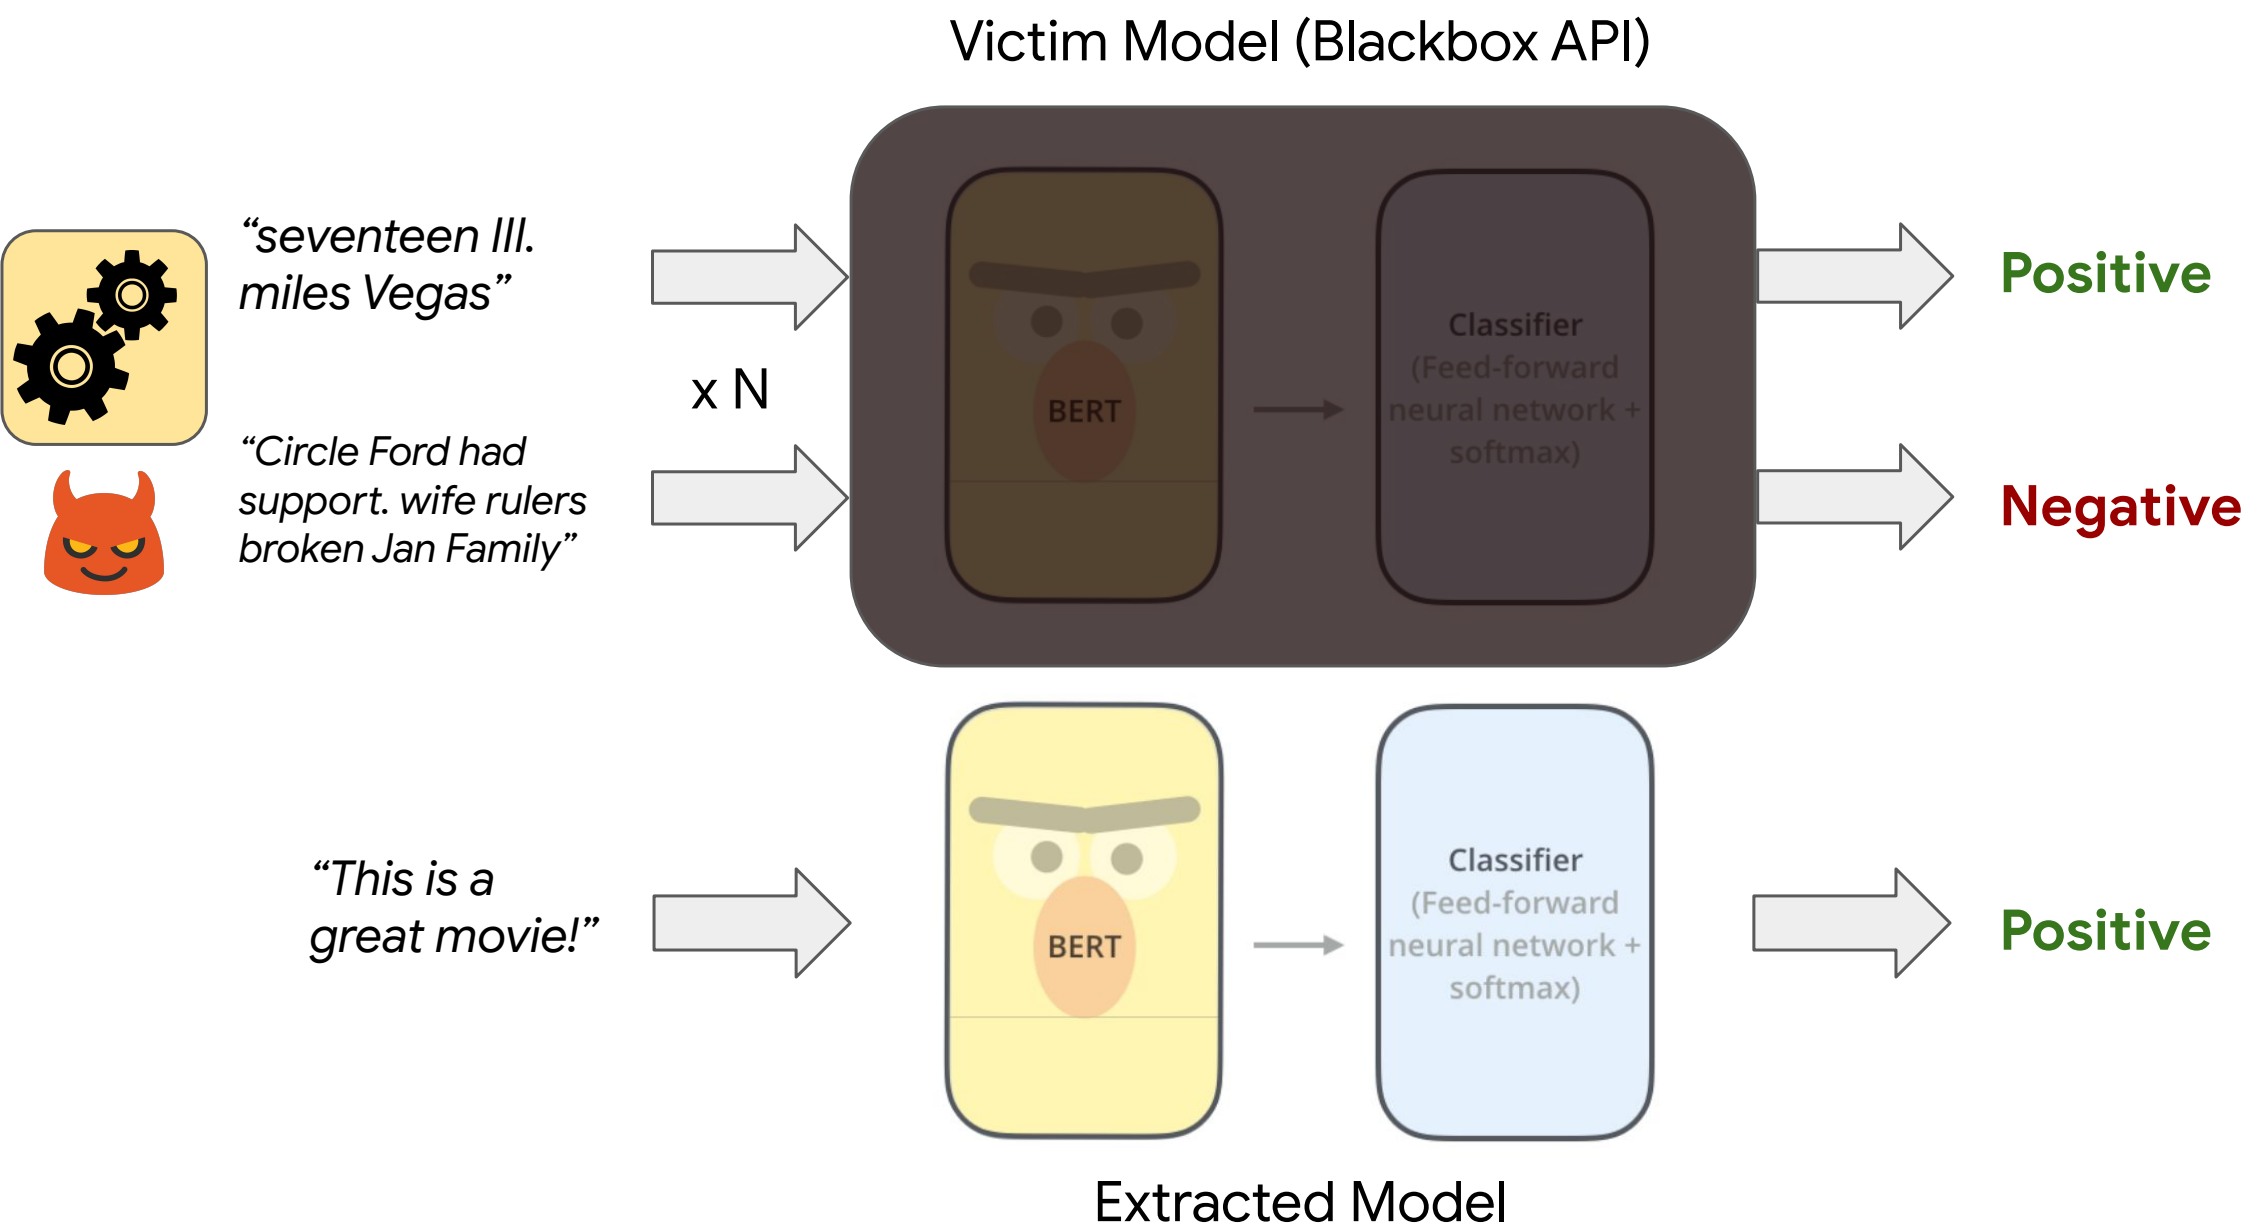 Victim Model (Blackbox API)
“seventeen III.
miles Vegas”
x N
“Circle Ford had
support. wife rulers
broken Jan Family”
BERT
Classifier
(Feed-forward
neural network +
softmax)
Positive
Negative
“This is a
great movie!”
BERT
Classifier
(Feed-forward
neural network +
softmax)
Positive
Extracted Model